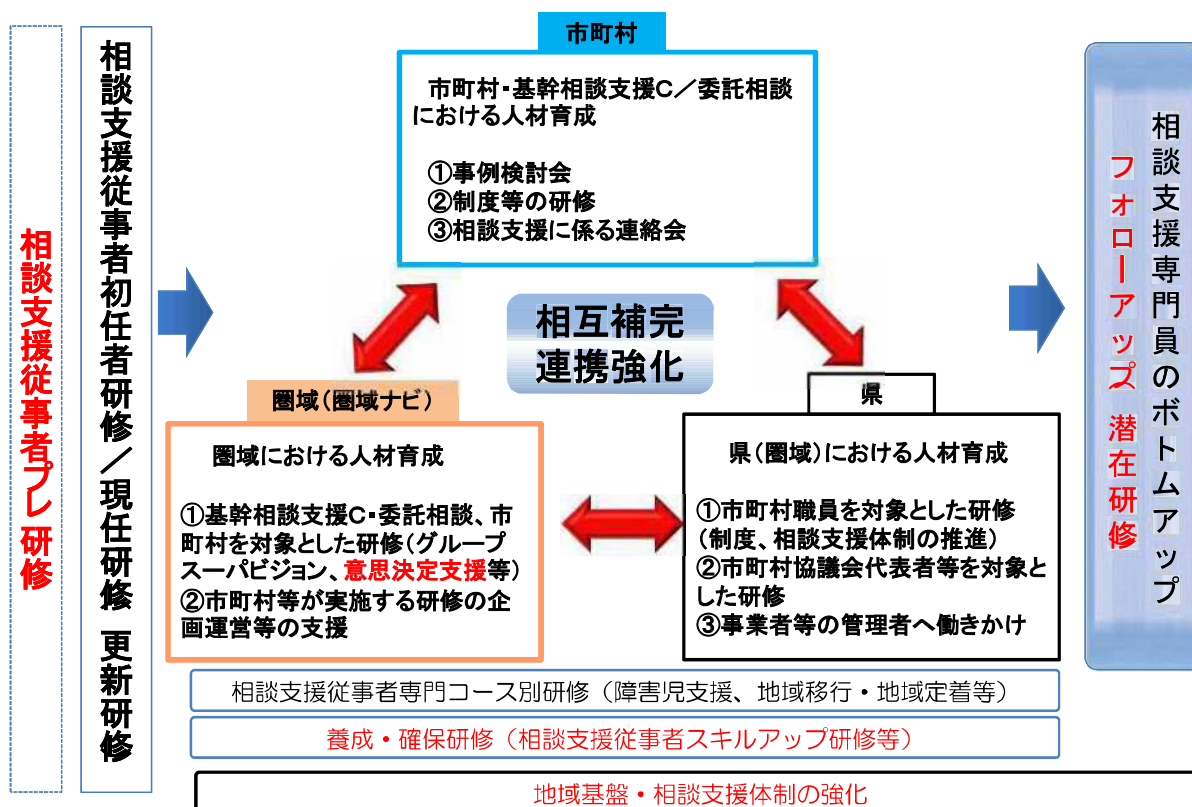 相談支援従事者プレ研修
相談支援従事者初任者研修/現任研修 更新研修
市町村
市町村・基幹相談支援C/委託相談
における人材育成
①事例検討会
②制度等の研修
③相談支援に係る連絡会
相互補完
連携強化
圏域(圏域ナビ)
圏域における人材育成
①基幹相談支援C・委託相談、市
町村を対象とした研修(グループ
スーパビジョン、意思決定支援等)
②市町村等が実施する研修の企
画運営等の支援
県
県(圏域)における人材育成
①市町村職員を対象とした研修
(制度、相談支援体制の推進)
②市町村協議会代表者等を対象と
した研修
③事業者等の管理者へ働きかけ
相談支援専門員のボトムアップ
フォローアップ 潜在研修
相談支援従事者専門コース別研修(障害児支援、地域移行・地域定着等)
養成・確保研修(相談支援従事者スキルアップ研修等)
地域基盤・相談支援体制の強化